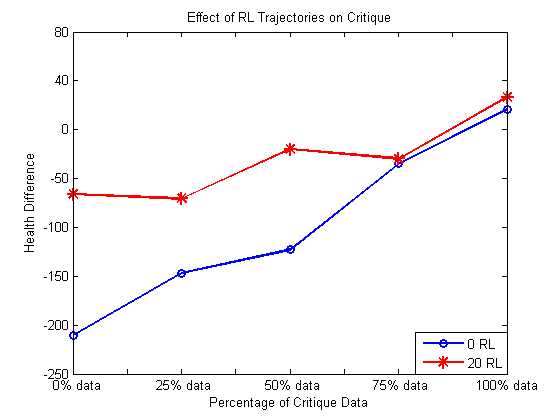 Effect of RL Trajectories on Critique
80
40
0
-50
-100
-150
-200
-250
Health Difference
0% data 25% data 50% data 75% data 100% data
Percentage of Critique Data
0 RL
20 RL